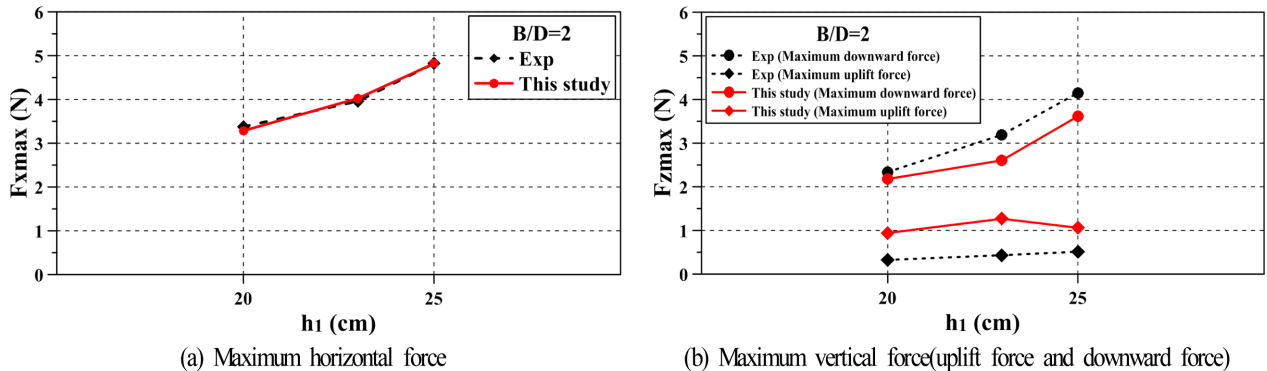 6
5
4
3
2
1
0
Fxmax (N)
B/D=2
Exp
This study
20
25
h1 (cm)
(a) Maximum horizontal force
6
5
4
3
2
1
0
Fzmax (N)
B/D=2
Exp (Maximum downward force)
Exp (Maximum uplift force)
This study (Maximum downward force)
This study (Maximum uplift force)
20
25
h1 (cm)
(b) Maximum vertical force(uplift force and downward force)